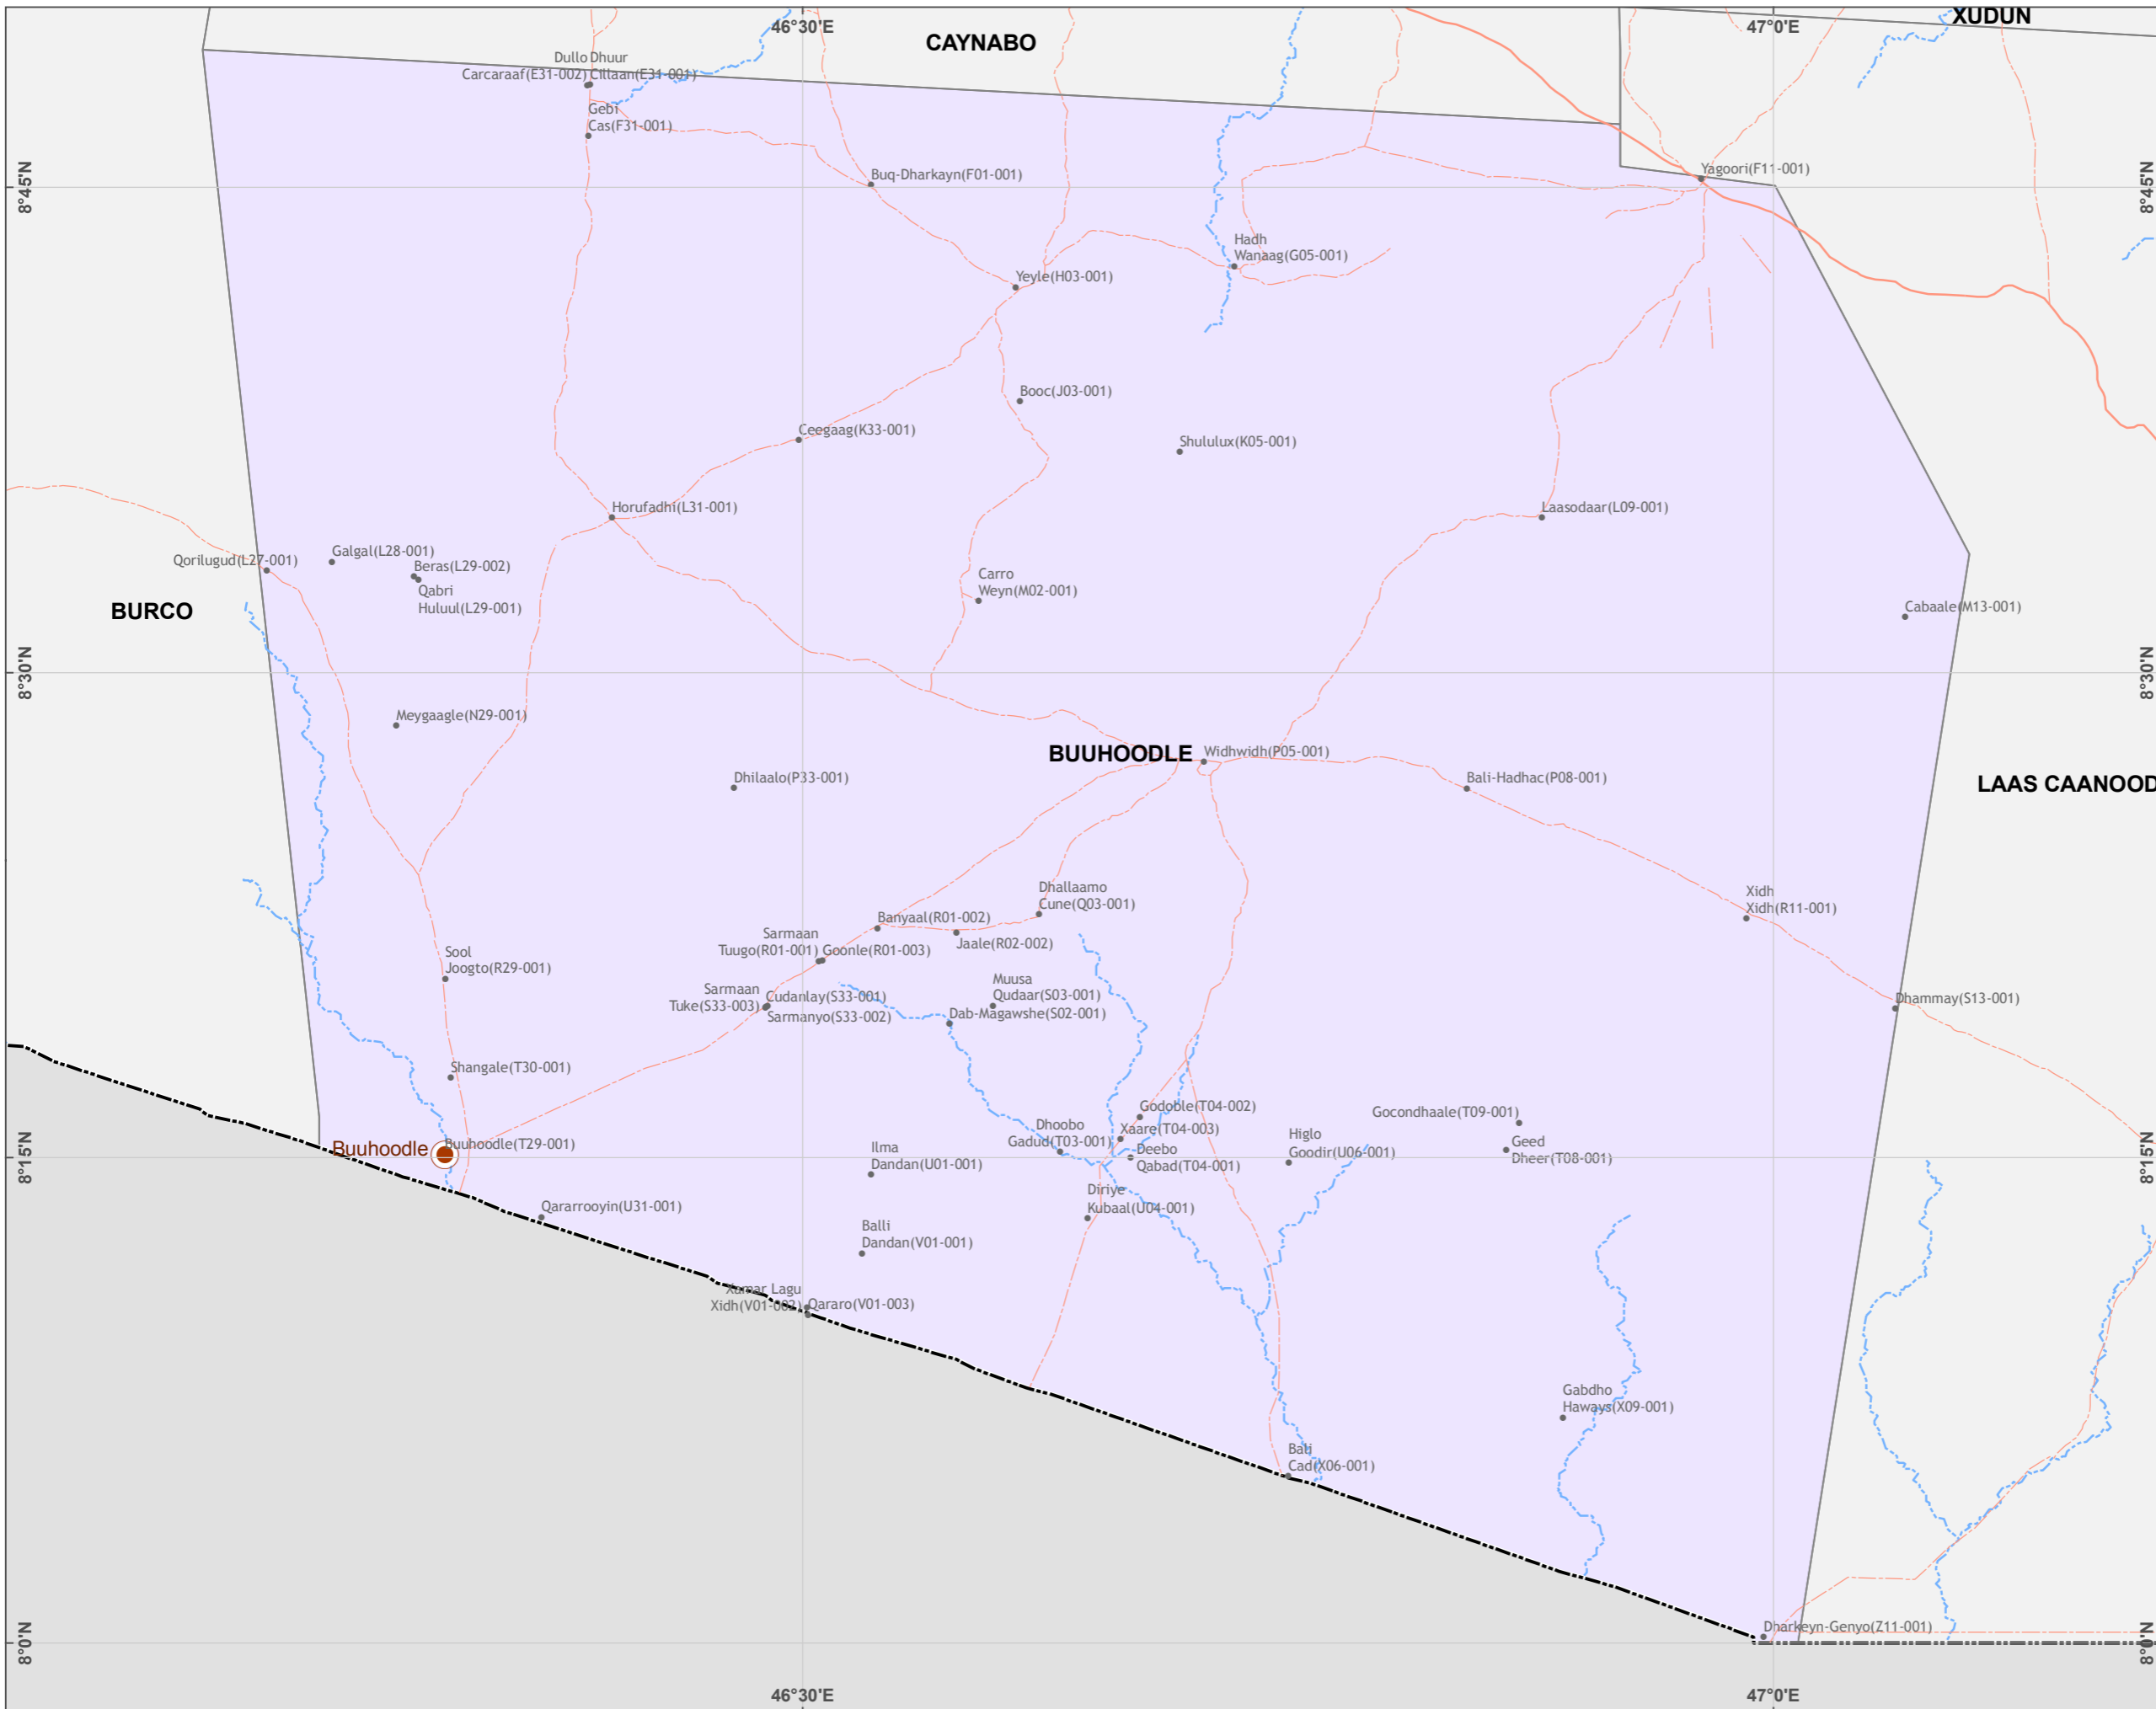 XUDUN
46°30'E
47°0'E
CAYNABO
Dullo
Carcaraaf(E31-002)
Dhuur
Cillaan(E31-001)
Gebi
Cas(F31-001)
8°45'N
8°45'N
Buq-Dharkayn(F01-001)
Yagoori(F11-001)
Hadh
Wanaag(G05-001)
Yeyle(H03-001)
Booc(J03-001)
Ceegaag(K33-001)
Shululux(K05-001)
Horufadhi(L31-001)
Laasodaar(L09-001)
Qorilugud(L27-001)
Galgal(L28-001)
Beras(L29-002)
Qabri
Huluul(L29-001)
Carro
Weyn(M02-001)
BURCO
Cabaale(M13-001)
8°30'N
8°30'N
Meygaagle(N29-001)
BUUHOODLE
Widhwidh(P05-001)
Dhilaalo(P33-001)
Bali-Hadhac(P08-001)
LAAS CAANOOD
Dhallaamo
Cune(Q03-001)
Xidh
Xidh(R11-001)
Banyaal(R01-002)
Jaale(R02-002)
Sarmaan
Tuugo(R01-001)
Goonle(R01-003)
Sool
Joogto(R29-001)
Muusa
Qudaar(S03-001)
Sarmaan
Tuke(S33-003)
Cudanlay(S33-001)
Sarmanyo(S33-002)
Dab-Magawshe(S02-001)
Dhammay(S13-001)
Shangale(T30-001)
Godoble(T04-002)
Gocondhaale(T09-001)
Xaare(T04-003)
Dhoobo
Gadud(T03-001)
Deebo
Qabad(T04-001)
Higlo
Goodir(U06-001)
Geed
Dheer(T08-001)
8°15'N
8°15'N
Buuhoodle
Buuhoodle(T29-001)
Ilma
Dandan(U01-001)
Diriye
Kubaal(U04-001)
Qararrooyin(U31-001)
Balli
Dandan(V01-001)
Xamar Lagu
Xidh(V01-002)
Qararo(V01-003)
Gabdho
Haways(X09-001)
Bali
Cad(X06-001)
Dharkeyn-Genyo(Z11-001)
8°0'N
8°0'N
46°30'E
47°0'E